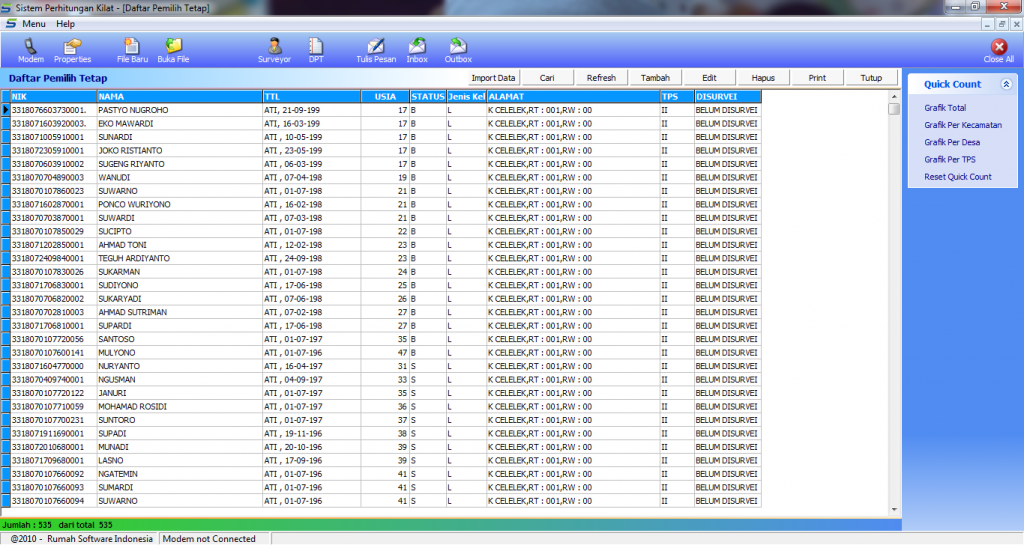 Sistem Perhitungan Kilat - [Daftar Pemilih Tetap]
Menu Help
Modem Properties File Baru Buka File Surveyor DPT Tulis Pesan Inbox Outbox Close All
Daftar Pemilih Tetap Import Data Cari Refresh Tambah Edit Hapus Print Tutup
NIK NAMA TTL USIA STATUS Jenis Kel ALAMAT TPS DISURVEI
3318076603730001. PASTYO NUGROHO ATI, 21-09-199 17 B L K CELELEK,RT : 001,RW : 00 II BELUM DISURVEI
3318071603920003. EKO MAWARDI ATI, 16-03-199 17 B L K CELELEK,RT : 001,RW : 00 II BELUM DISURVEI
3318071005910001 SUNARDI ATI , 10-05-199 17 B L K CELELEK,RT : 001,RW : 00 II BELUM DISURVEI
3318072305910001 JOKO RISTIANTO ATI , 23-05-199 17 B L K CELELEK,RT : 001,RW : 00 II BELUM DISURVEI
3318070603910002 SUGENG RIYANTO ATI , 06-03-199 17 B L K CELELEK,RT : 001,RW : 00 II BELUM DISURVEI
3318070704890003 WANUDI ATI , 07-04-198 19 B L K CELELEK,RT : 001,RW : 00 II BELUM DISURVEI
3318070107860023 SUWARNO ATI , 01-07-198 21 B L K CELELEK,RT : 001,RW : 00 II BELUM DISURVEI
3318071602870001 PONCO WURIYONO ATI , 16-02-198 21 B L K CELELEK,RT : 001,RW : 00 II BELUM DISURVEI
3318070703870001 SUWARDI ATI , 07-03-198 21 B L K CELELEK,RT : 001,RW : 00 II BELUM DISURVEI
3318070107850029 SUCIPTO ATI , 01-07-198 22 B L K CELELEK,RT : 001,RW : 00 II BELUM DISURVEI
3318071202850001 AHMAD TONI ATI , 12-02-198 23 B L K CELELEK,RT : 001,RW : 00 II BELUM DISURVEI
3318072409840001 TEGUH ARDIYANTO ATI , 24-09-198 23 B L K CELELEK,RT : 001,RW : 00 II BELUM DISURVEI
3318070107830026 SUKARMAN ATI , 01-07-198 24 B L K CELELEK,RT : 001,RW : 00 II BELUM DISURVEI
3318071706830001 SUDIYONO ATI , 17-06-198 25 B L K CELELEK,RT : 001,RW : 00 II BELUM DISURVEI
3318070706820002 SUKARYADI ATI , 07-06-198 26 B L K CELELEK,RT : 001,RW : 00 II BELUM DISURVEI
3318070702810003 AHMAD SUTRIMAN ATI , 07-02-198 27 B L K CELELEK,RT : 001,RW : 00 II BELUM DISURVEI
3318071706810001 SUPARDI ATI , 17-06-198 27 B L K CELELEK,RT : 001,RW : 00 II BELUM DISURVEI
3318070107720056 SANTOSO ATI , 01-07-197 35 B L K CELELEK,RT : 001,RW : 00 II BELUM DISURVEI
3318070107600141 MULYONO ATI , 01-07-196 47 B L K CELELEK,RT : 001,RW : 00 II BELUM DISURVEI
3318071604770000 NURYANTO ATI , 16-04-197 31 S L K CELELEK,RT : 001,RW : 00 II BELUM DISURVEI
3318070409740001 NGUSMAN ATI , 04-09-197 33 S L K CELELEK,RT : 001,RW : 00 II BELUM DISURVEI
3318070107720122 JANURI ATI , 01-07-197 35 S L K CELELEK,RT : 001,RW : 00 II BELUM DISURVEI
3318070107710059 MOHAMAD ROSIDI ATI , 01-07-197 36 S L K CELELEK,RT : 001,RW : 00 II BELUM DISURVEI
3318070107700231 SUNTORO ATI , 01-07-197 37 S L K CELELEK,RT : 001,RW : 00 II BELUM DISURVEI
3318071911690001 SUPADI ATI , 19-11-196 38 S L K CELELEK,RT : 001,RW : 00 II BELUM DISURVEI
3318072010680001 MUNADI ATI , 20-10-196 39 S L K CELELEK,RT : 001,RW : 00 II BELUM DISURVEI
3318071709680001 LASNO ATI , 17-09-196 39 S L K CELELEK,RT : 001,RW : 00 II BELUM DISURVEI
3318070107660092 NGATEMIN ATI , 01-07-196 41 S L K CELELEK,RT : 001,RW : 00 II BELUM DISURVEI
3318070107660093 SUMARDI ATI , 01-07-196 41 S L K CELELEK,RT : 001,RW : 00 II BELUM DISURVEI
3318070107660094 SUWARNO ATI , 01-07-196 41 S L K CELELEK,RT : 001,RW : 00 II BELUM DISURVEI
Quick Count
Grafik Total
Grafik Per Kecamatan
Grafik Per Desa
Grafik Per TPS
Reset Quick Count
Jumlah : 535 dari total 535
@2010 - Rumah Software Indonesia Modem not Connected